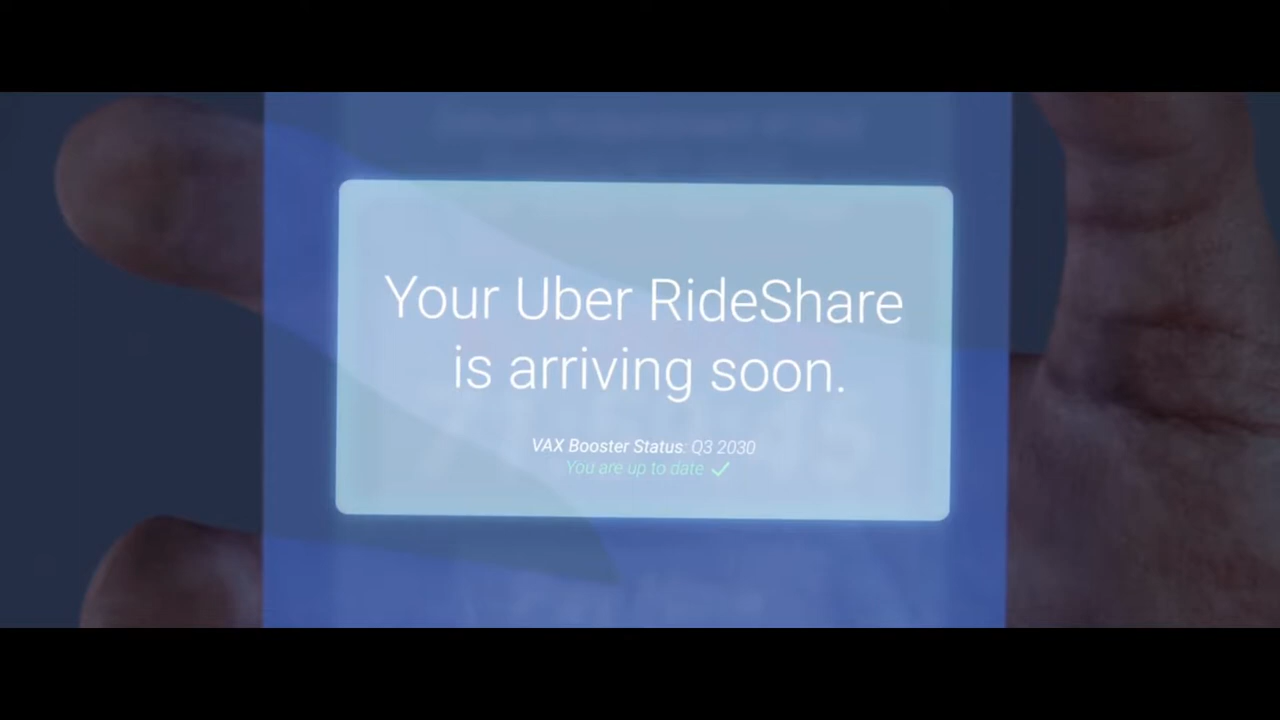 Your Uber RideShare
is arriving soon.
VAX Booster Status: Q3 2030
You are up to date